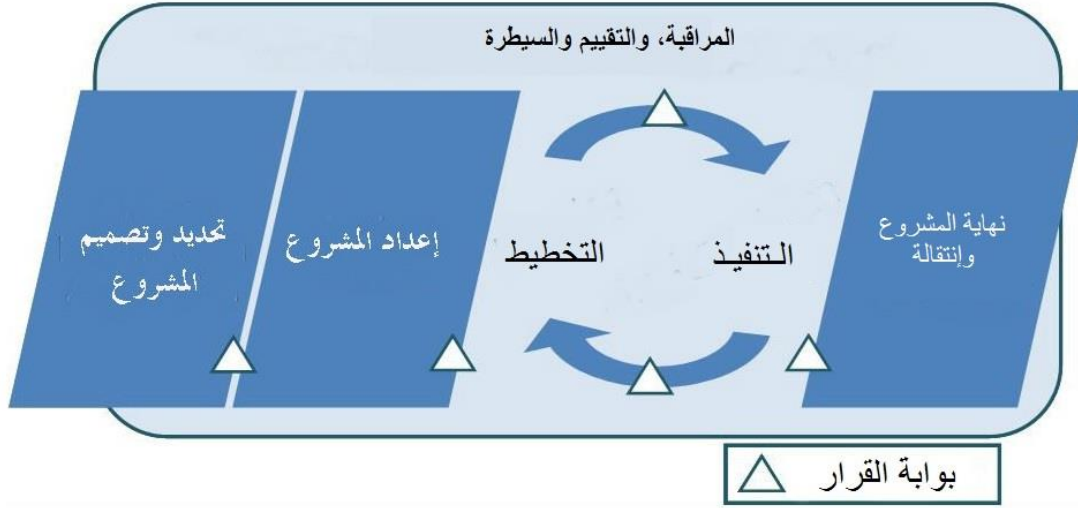 المراقبة، والتقييم والسيطرة
تحديد وتصميم
المشروع
إعداد المشروع
التخطيط
التنفيذ
نهاية المشروع
وإنتقالة
بوابة القرار